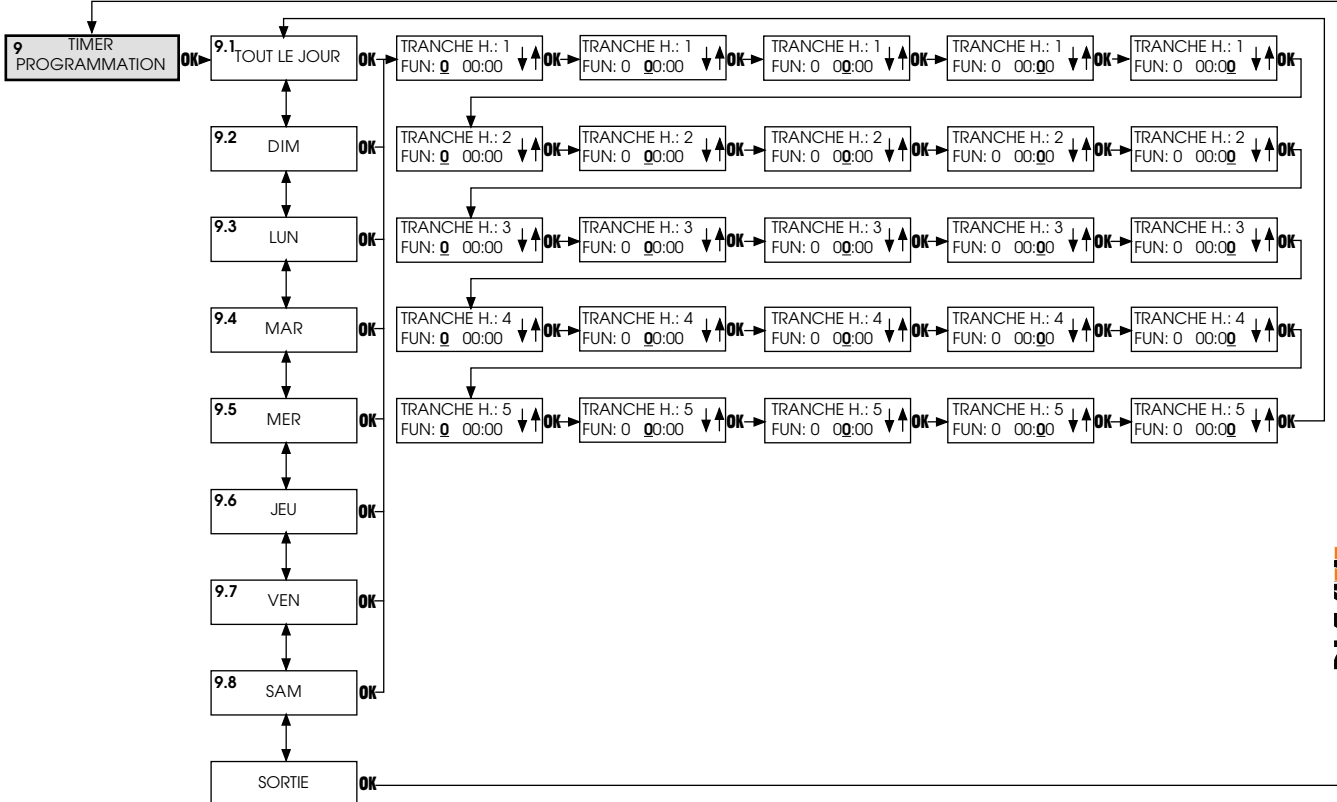 9 TIMER
PROGRAMMATION
OK
9.1 TOUT LE JOUR
OK
TRANCHE H.: 1
FUN: 0 00:00
OK
TRANCHE H.: 1
FUN: 0 00:00
OK
TRANCHE H.: 1
FUN: 0 00:00
OK
TRANCHE H.: 1
FUN: 0 00:00
OK
TRANCHE H.: 1
FUN: 0 00:00
OK
9.2 DIM
OK
TRANCHE H.: 2
FUN: 0 00:00
OK
TRANCHE H.: 2
FUN: 0 00:00
OK
TRANCHE H.: 2
FUN: 0 00:00
OK
TRANCHE H.: 2
FUN: 0 00:00
OK
TRANCHE H.: 2
FUN: 0 00:00
OK
9.3 LUN
OK
TRANCHE H.: 3
FUN: 0 00:00
OK
TRANCHE H.: 3
FUN: 0 00:00
OK
TRANCHE H.: 3
FUN: 0 00:00
OK
TRANCHE H.: 3
FUN: 0 00:00
OK
TRANCHE H.: 3
FUN: 0 00:00
OK
9.4 MAR
OK
TRANCHE H.: 4
FUN: 0 00:00
OK
TRANCHE H.: 4
FUN: 0 00:00
OK
TRANCHE H.: 4
FUN: 0 00:00
OK
TRANCHE H.: 4
FUN: 0 00:00
OK
TRANCHE H.: 4
FUN: 0 00:00
OK
9.5 MER
OK
TRANCHE H.: 5
FUN: 0 00:00
OK
TRANCHE H.: 5
FUN: 0 00:00
OK
TRANCHE H.: 5
FUN: 0 00:00
OK
TRANCHE H.: 5
FUN: 0 00:00
OK
TRANCHE H.: 5
FUN: 0 00:00
OK
9.6 JEU
OK
9.7 VEN
OK
9.8 SAM
OK
SORTIE
OK